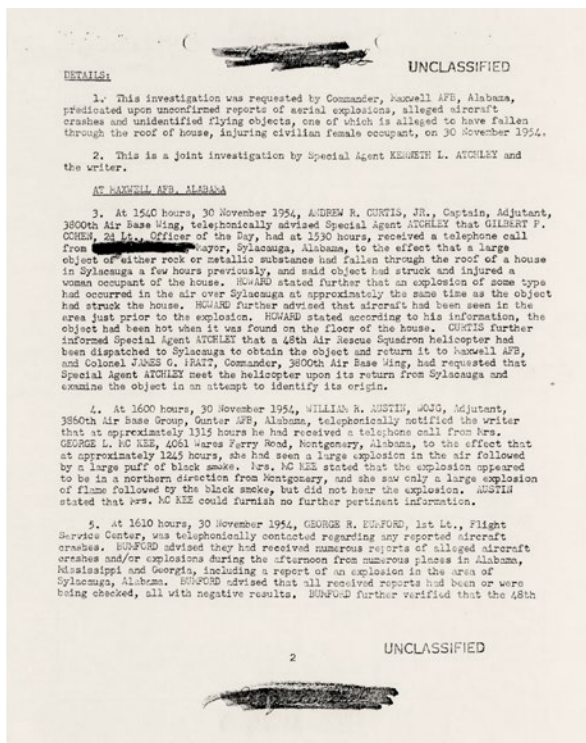 UNCLASSIFIED
DETAILS:
1. This investigation was requested by Commander, Maxwell AFB, Alabama,
predicated upon unconfirmed reports of aerial explosions, alleged aircraft
crashes and unidentified flying objects, one of which is alleged to have fallen
through the roof of house, injuring civilian female occupant, on 30 November 1954.
2. This is a joint investigation by Special Agent KENNETH L. ATCHLEY and
the writer.
AT MAXWELL AFB, ALABAMA
3. At 1540 hours, 30 November 1954, ANDREW R. CURTIS, JR., Captain, Adjutant,
3800th Air Base Wing, telephonically advised Special Agent ATCHLEY that GILBERT P.
COHEN, 2d Lt., Officer of the Day, had at 1530 hours, received a telephone call
from Mayor, Sylacauga, Alabama, to the effect that a large
object of either rock or metallic substance had fallen through the roof of a house
in Sylacauga a few hours previously, and said object had struck and injured a
woman occupant of the house. HOWARD stated further that an explosion of some type
had occurred in the air over Sylacauga at approximately the same time as the object
had struck the house. HOWARD further advised that aircraft had been seen in the
area just prior to the explosion. HOWARD stated according to his information, the
object had been hot when it was found on the floor of the house. CURTIS further
informed Special Agent ATCHLEY that a 48th Air Rescue Squadron helicopter had
been dispatched to Sylacauga to obtain the object and return it to Maxwell AFB,
and Colonel JAMES G. PRATT, Commander, 3800th Air Base Wing, had requested that
Special Agent ATCHLEY meet the helicopter upon its return from Sylacauga and
examine the object in an attempt to identify its origin.
4. At 1600 hours, 30 November 1954, WILLIAM R. AUSTIN, WOJG, Adjutant,
3860th Air Base Group, Gunter AFB, Alabama, telephonically notified the writer
that at approximately 1315 hours he had received a telephone call from Mrs.
GEORGE L. MC KEE, 4061 Wares Ferry Road, Montgomery, Alabama, to the effect that
at approximately 1245 hours, she had seen a large explosion in the air followed
by a large puff of black smoke. Mrs. MC KEE stated that the explosion appeared
to be in a northern direction from Montgomery, and she saw only a large explosion
of flame followed by the black smoke, but did not hear the explosion. AUSTIN
stated that Mrs. MC KEE could furnish no further pertinent information.
5. At 1610 hours, 30 November 1954, GEORGE R. BUMFORD, 1st Lt., Flight
Service Center, was telephonically contacted regarding any reported aircraft
crashes. BUMFORD advised they had received numerous reports of alleged aircraft
crashes and/or explosions during the afternoon from numerous places in Alabama,
Mississippi and Georgia, including a report of an explosion in the area of
Sylacauga, Alabama. BUMFORD advised that all received reports had been or were
being checked, all with negative results. BUMFORD further verified that the 48th
UNCLASSIFIED
2